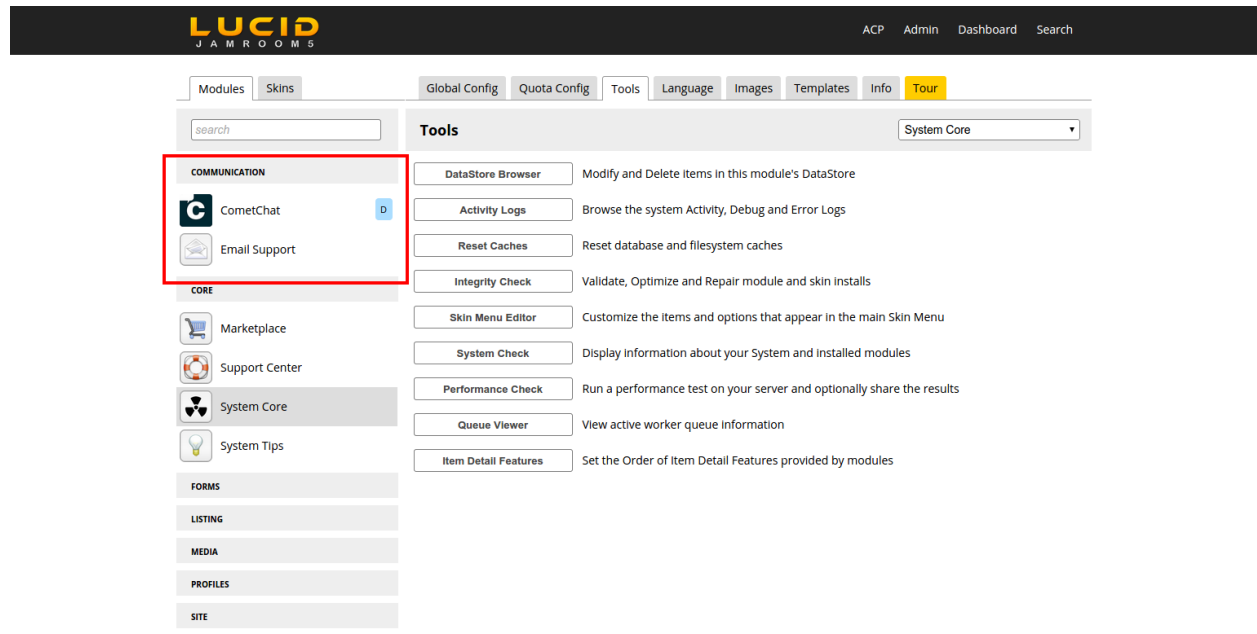 LUCID
JAMROOM5
ACP Admin Dashboard Search
Modules Skins
Global Config Quota Config Tools Language Images Templates Info Tour
search
Tools
System Core
COMMUNICATION
CometChat D
Email Support
CORE
Marketplace
Support Center
System Core
System Tips
FORMS
LISTING
MEDIA
PROFILES
SITE
DataStore Browser Modify and Delete items in this module's DataStore
Activity Logs Browse the system Activity, Debug and Error Logs
Reset Caches Reset database and filesystem caches
Integrity Check Validate, Optimize and Repair module and skin installs
Skin Menu Editor Customize the items and options that appear in the main Skin Menu
System Check Display information about your System and installed modules
Performance Check Run a performance test on your server and optionally share the results
Queue Viewer View active worker queue information
Item Detail Features Set the Order of Item Detail Features provided by modules